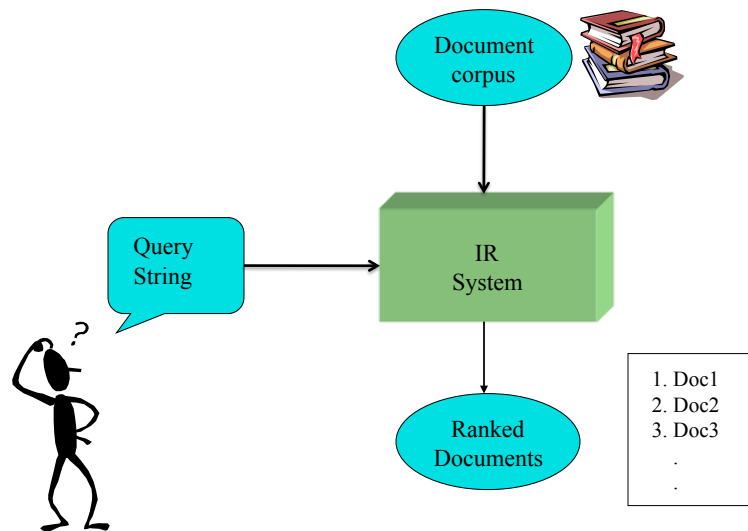 Document
corpus
Query
String
IR
System
?
Ranked
Documents
1. Doc1
2. Doc2
3. Doc3
.
.